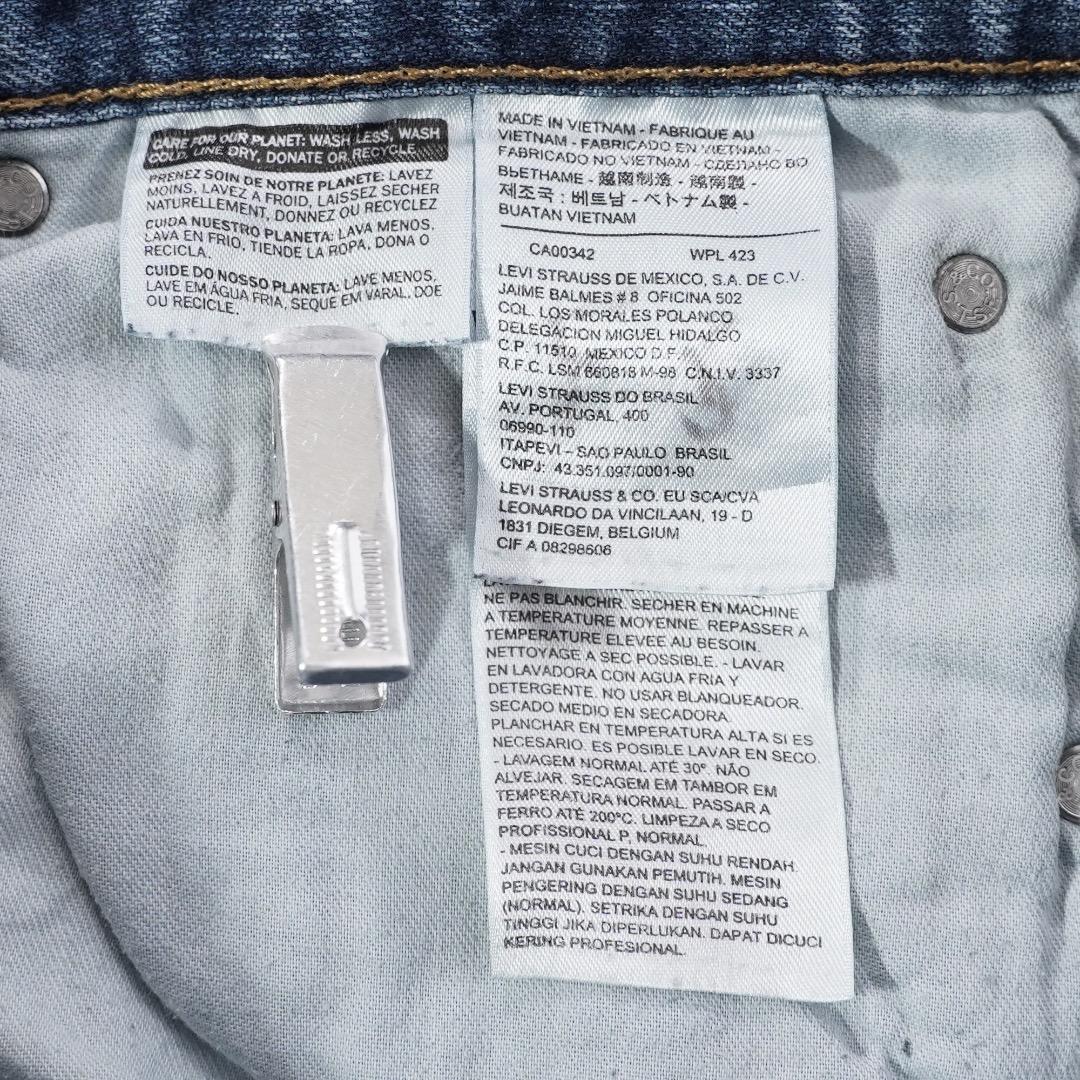 CARE FOR OUR PLANET: WASH LESS, WASH
COLD, LINE DRY, DONATE OR RECYCLE.
PRENEZ SOIN DE NOTRE PLANETE: LAVEZ
MOINS, LAVEZ À FROID, LAISSEZ SECHER
NATURELLEMENT, DONNEZ OU RECYCLEZ
CUIDA NUESTRO PLANETA: LAVA MENOS,
LAVA EN FRIO, TIENDE LA ROPA, DONA O
RECICLA.
CUIDE DO NOSSO PLANETA: LAVE MENOS,
LAVE EM ÁGUA FRIA, SEQUE EM VARAL, DOE
OU RECICLE.
MADE IN VIETNAM - FABRIQUE AU
VIETNAM - FABRICADO EN VIETNAM -
FABRICADO NO VIETNAM - СДЕЛАНО ВО
ВЬЕТНАМЕ - 越南制造 - 越南製 -
제조국 : 베트남 - ベトナム製 -
BUATAN VIETNAM
CA00342 WPL 423
LEVI STRAUSS DE MEXICO, S.A. DE C.V.
JAIME BALMES # 8 OFICINA 502
COL. LOS MORALES POLANCO
DELEGACION MIGUEL HIDALGO
C.P. 11510 MEXICO D.F.
R.F.C. LSM 860818 M-98 C.N.I.V. 3337
LEVI STRAUSS DO BRASIL
AV. PORTUGAL, 400
06990-110
ITAPEVI - SAO PAULO BRASIL
CNPJ: 43.351.097/0001-90
LEVI STRAUSS & CO. EU SCA/CVA
LEONARDO DA VINCILAAN, 19 - D
1831 DIEGEM, BELGIUM
CIF A 08298606
NE PAS BLANCHIR. SECHER EN MACHINE
A TEMPERATURE MOYENNE. REPASSER A
TEMPERATURE ELEVEE AU BESOIN.
NETTOYAGE A SEC POSSIBLE. - LAVAR
EN LAVADORA CON AGUA FRIA Y
DETERGENTE. NO USAR BLANQUEADOR.
SECADO MEDIO EN SECADORA.
PLANCHAR EN TEMPERATURA ALTA SI ES
NECESARIO. ES POSIBLE LAVAR EN SECO.
- LAVAGEM NORMAL ATÉ 30º. NÃO
ALVEJAR. SECAGEM EM TAMBOR EM
TEMPERATURA NORMAL. PASSAR A
FERRO ATÉ 200ºC. LIMPEZA A SECO
PROFISSIONAL P, NORMAL.
- MESIN CUCI DENGAN SUHU RENDAH.
JANGAN GUNAKAN PEMUTIH. MESIN
PENGERING DENGAN SUHU SEDANG
(NORMAL). SETRIKA DENGAN SUHU
TINGGI JIKA DIPERLUKAN. DAPAT DICUCI
KERING PROFESIONAL.